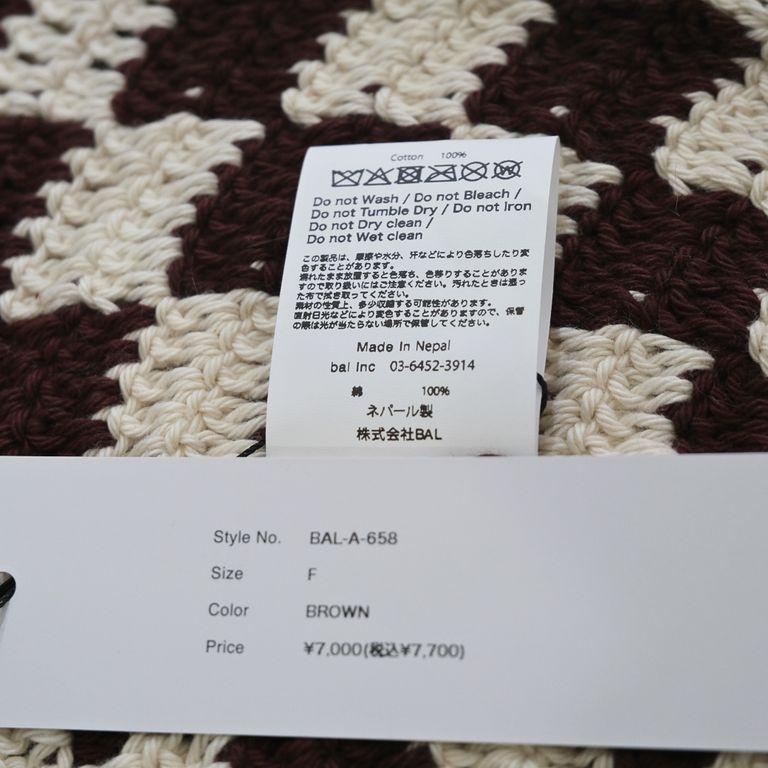 Cotton 100%
Do not Wash / Do not Bleach /
Do not Tumble Dry / Do not Iron
Do not Dry clean /
Do not Wet clean
この製品は、摩擦や水分、汗などにより色落ちしたり変
色することがあります。
濡れたまま放置すると色落ち、色移りすることがありま
すので取り扱いにはご注意ください。汚れたときは湿っ
た布で拭き取ってください。
素材の性質上、多少収縮する可能性があります。
直射日光などにより変色することがありますので、保管
の際は光が当たらない場所で保管してください。
Made In Nepal
bal Inc 03-6452-3914
綿 100%
ネパール製
株式会社BAL
Style No. BAL-A-658
Size F
Color BROWN
Price ¥7,000(税込¥7,700)